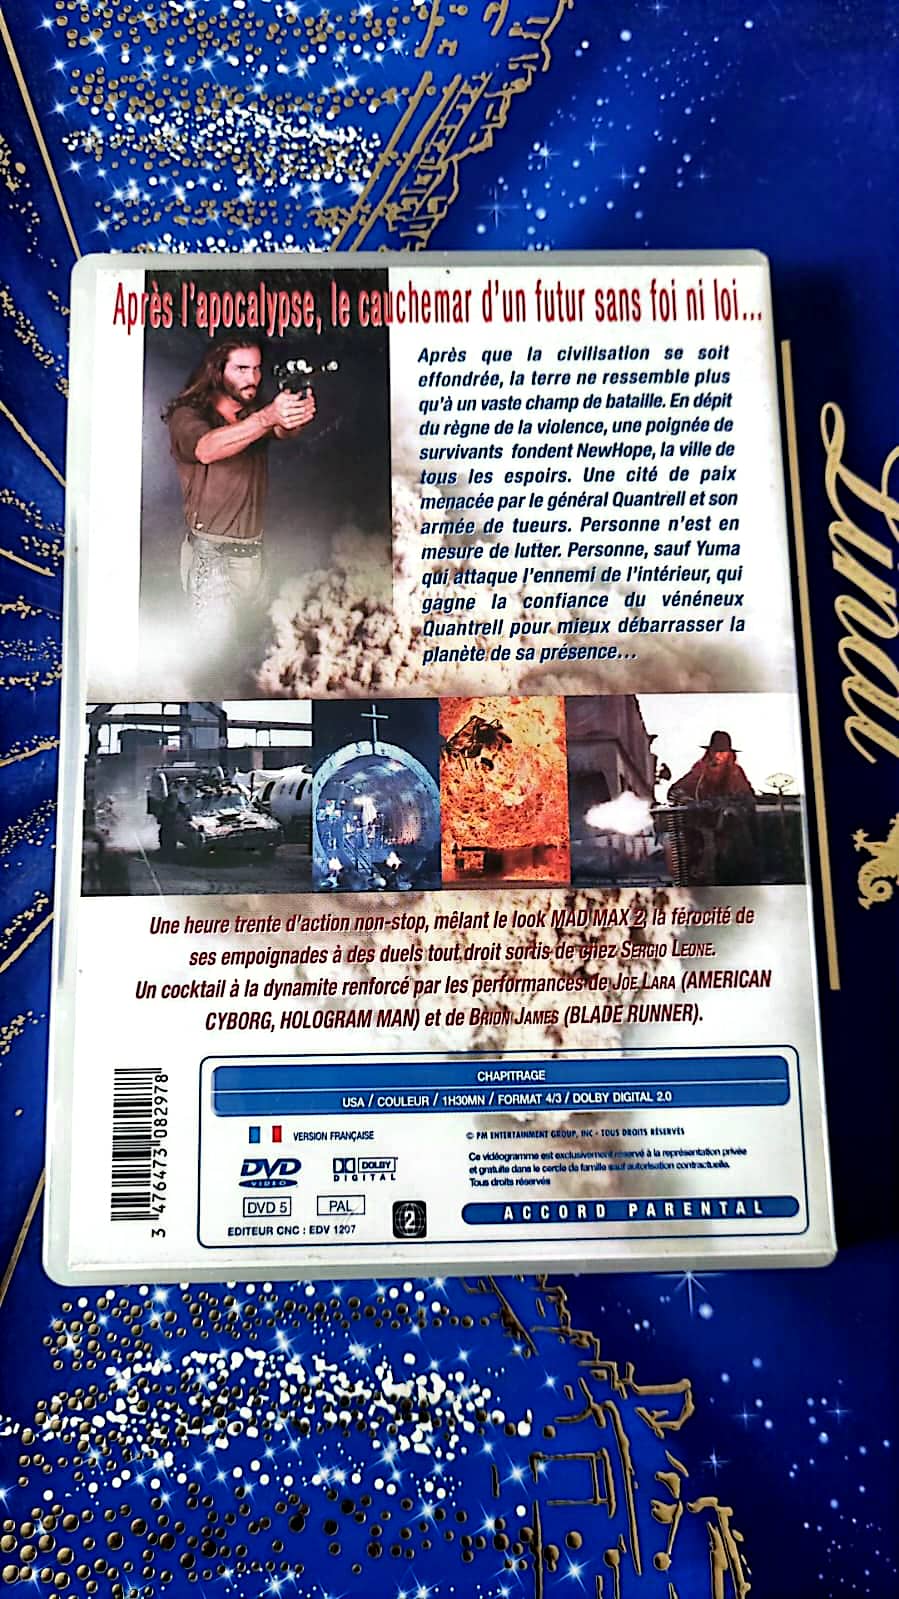 Après l'apocalypse, le cauchemar d'un futur sans foi ni loi...
Après que la civilisation se soit
effondrée, la terre ne ressemble plus
qu'à un vaste champ de bataille. En dépit
du règne de la violence, une poignée de
survivants fondent NewHope, la ville de
tous les espoirs. Une cité de paix
menacée par le général Quantrell et son
armée de tueurs. Personne n'est en
mesure de lutter. Personne, sauf Yuma
qui attaque l'ennemi de l'intérieur, qui
gagne la confiance du vénéneux
Quantrell pour mieux débarrasser la
planète de sa présence...
Une heure trente d'action non-stop, mêlant le look MAD MAX 2, la férocité de
ses empoignades à des duels tout droit sortis de chez SERGIO LEONE.
Un cocktail à la dynamite renforcé par les performances de JOE LARA (AMERICAN
CYBORG, HOLOGRAM MAN) et de BRION JAMES (BLADE RUNNER).
CHAPITRAGE
USA / COULEUR / 1H30MN / FORMAT 4/3 / DOLBY DIGITAL 2.0
VERSION FRANÇAISE
DVD
VIDEO
DOLBY
DIGITAL
DVD 5
PAL
2
EDITEUR CNC : EDV 1207
© PM ENTERTAINMENT GROUP, INC - TOUS DROITS RÉSERVÉS
Ce vidéogramme est exclusivement réservé à la représentation privée
et gratuite dans le cercle de famille sauf autorisation contractuelle.
Tous droits réservés
ACCORD PARENTAL
3 476473 082978